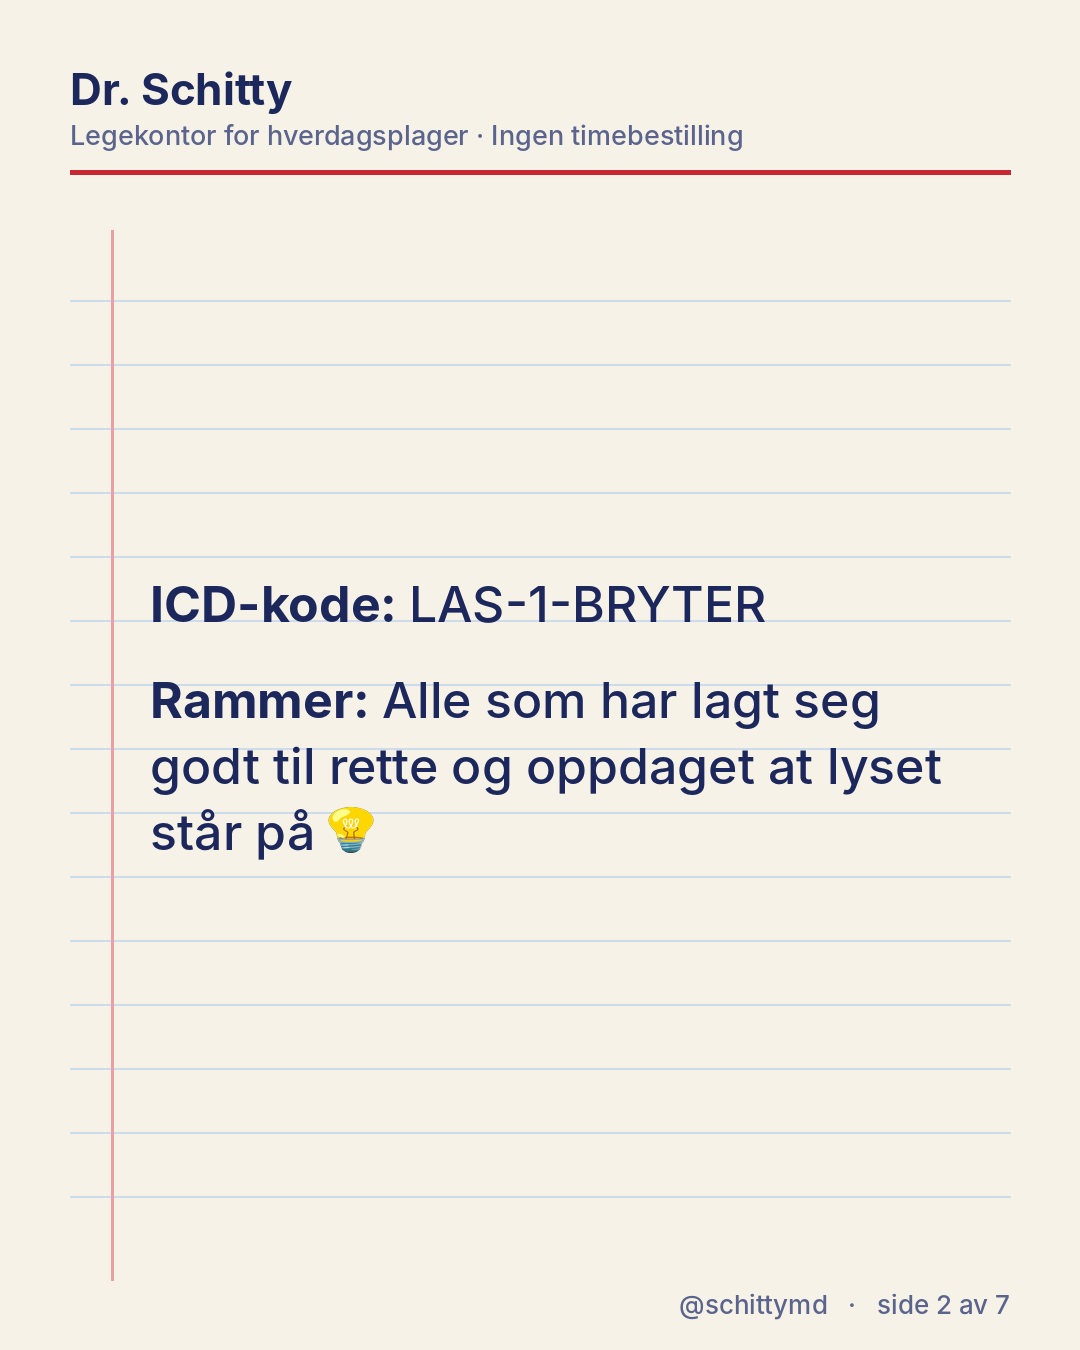 Dr. Schitty
Legekontor for hverdagsplager · Ingen timebestilling
ICD-kode: LAS-1-BRYTER
Rammer: Alle som har lagt seg
godt til rette og oppdaget at lyset
står på 💡
@schittymd · side 2 av 7